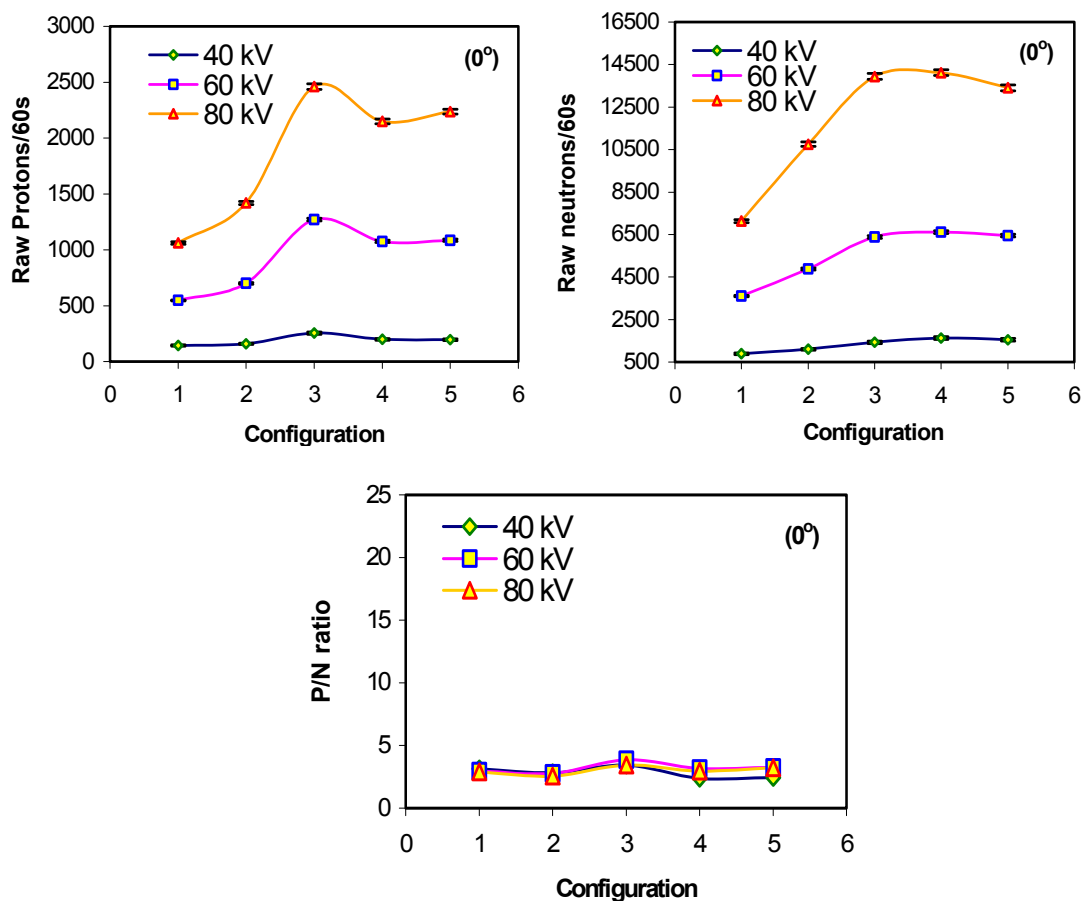 Raw Protons/60s
3000
2500
2000
1500
1000
500
0
40 kV
60 kV
80 kV
(0°)
0 1 2 3 4 5 6
Configuration
Raw neutrons/60s
16500
14500
12500
10500
8500
6500
4500
2500
500
40 kV
60 kV
80 kV
(0°)
0 1 2 3 4 5 6
Configuration
P/N ratio
25
20
15
10
5
0
40 kV
60 kV
80 kV
(0°)
0 1 2 3 4 5 6
Configuration